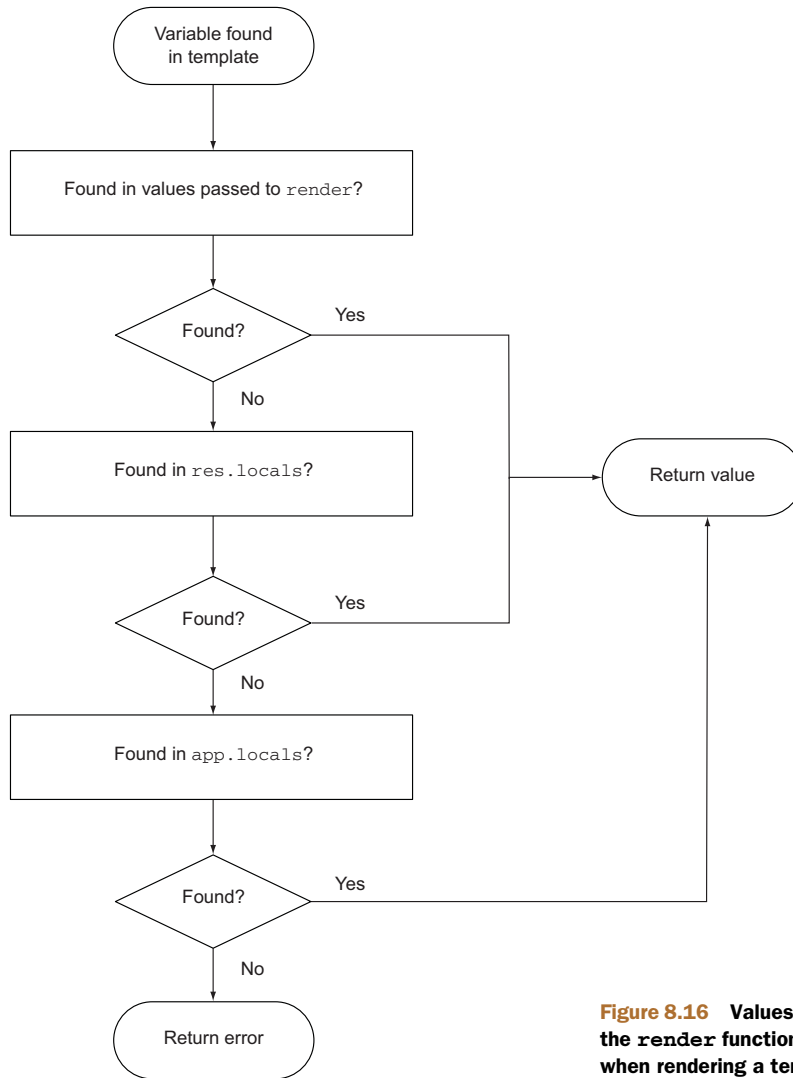 Variable found
in template
Found in values passed to render?
Found?
Yes
No
Found in res.locals?
Return value
Found?
Yes
No
Found in app.locals?
Found?
Yes
No
Return error
Figure 8.16 Values
the render function
when rendering a ter